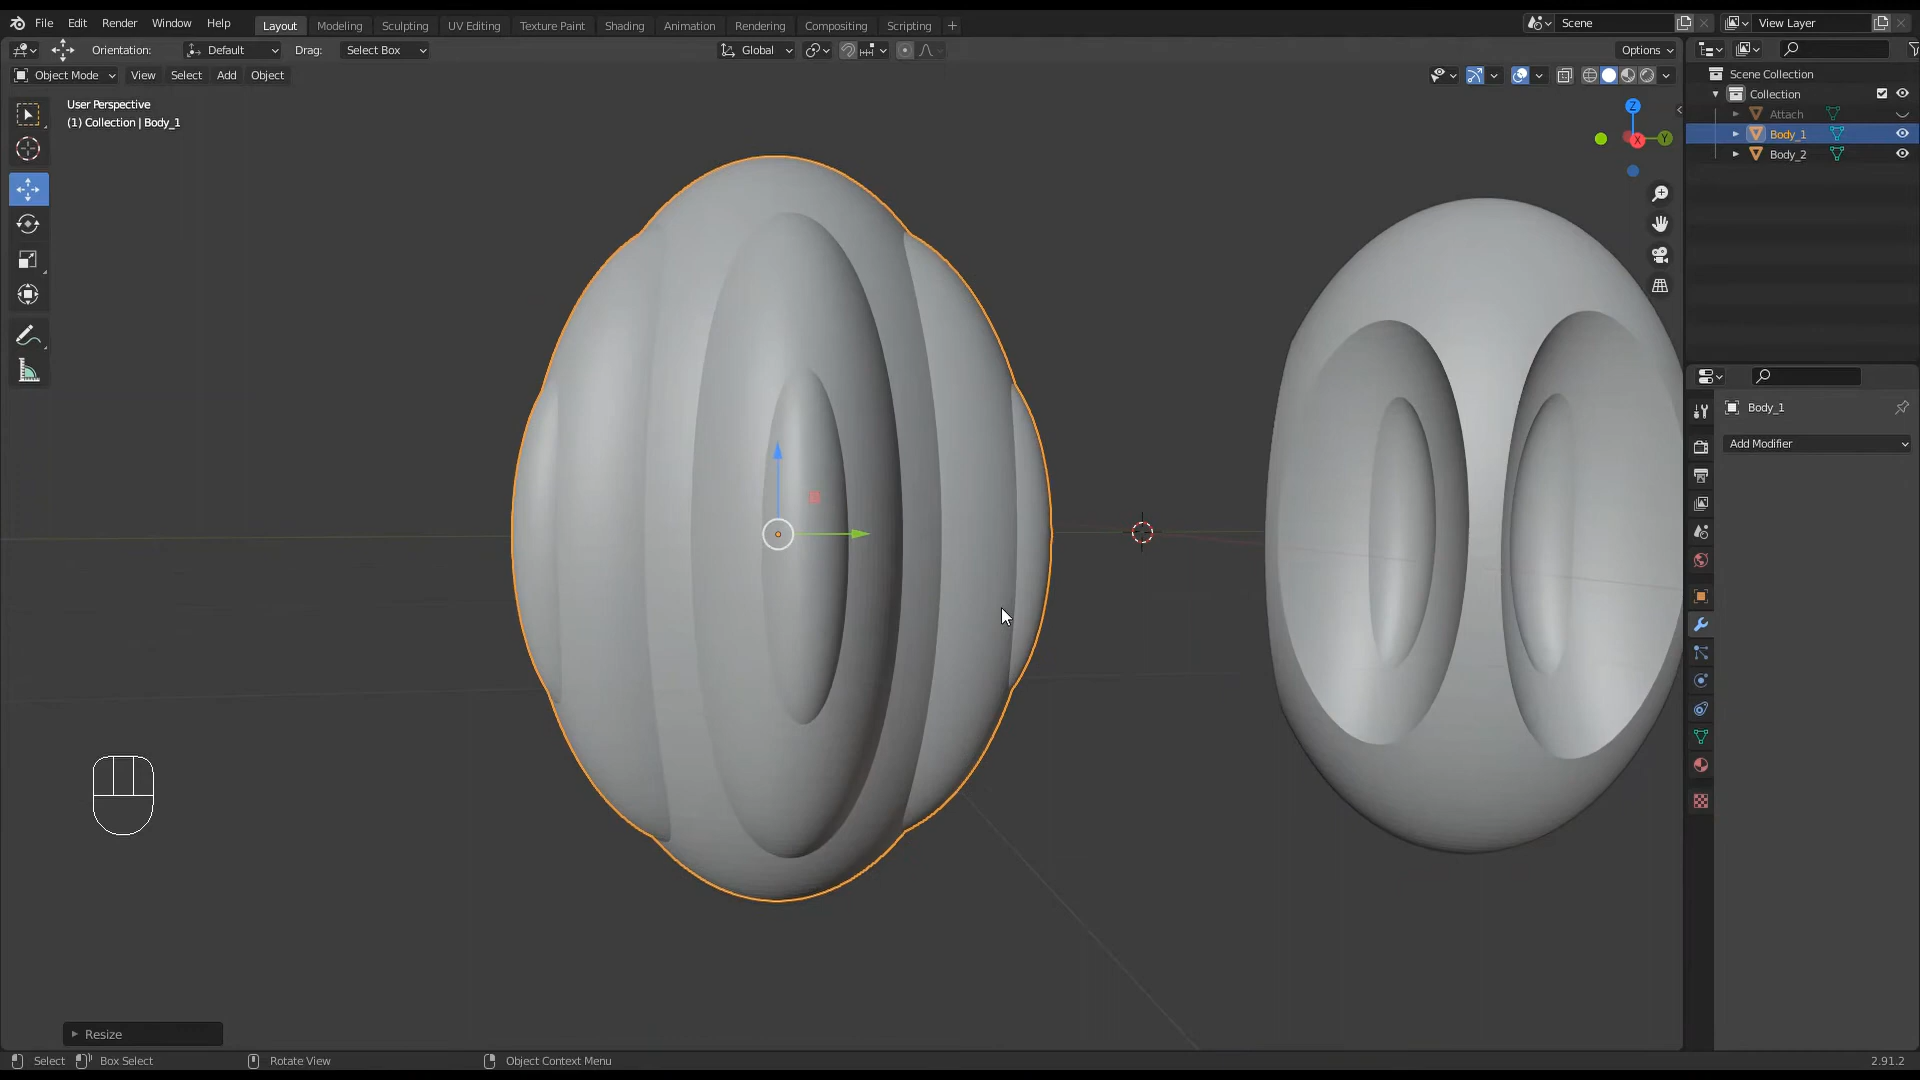 File Edit Render Window Help Layout Modeling Sculpting UV Editing Texture Paint Shading Animation Rendering Compositing Scripting + Scene View Layer
Orientation: Default Drag: Select Box Global Options
Object Mode View Select Add Object
User Perspective
(1) Collection | Body_1
Z
Y
X
Scene Collection
Collection
Attach
Body_1
Body_2
Body_1
Add Modifier
Resize
Select Box Select Rotate View Object Context Menu 2.91.2